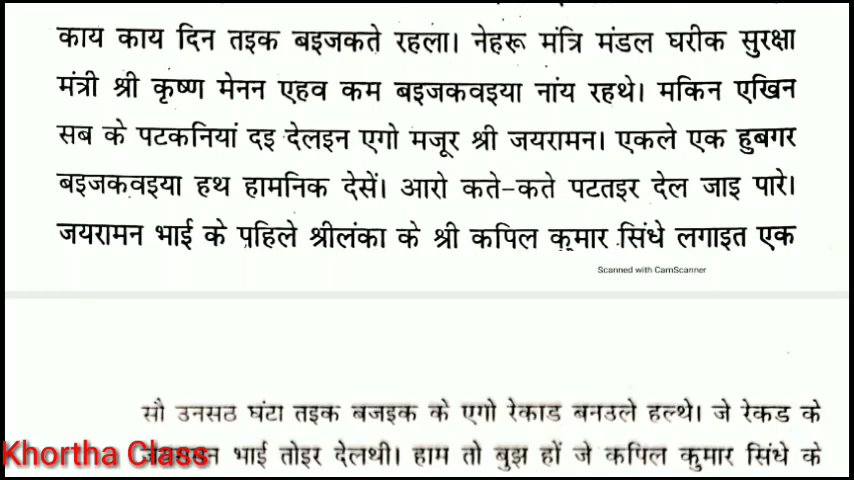 काय काय दिन तइक बइजकते रहला। नेहरू मंत्रि मंडल घरीक सुरक्षा
मंत्री श्री कृष्ण मेनन एहव कम बइजकवइया नांय रहथे। मकिन एखिन
सब के पटकनियां दइ देलइन एगो मजूर श्री जयरामन। एकले एक हुबगर
बइजकवइया हथ हामनिक देसें। आरो कते-कते पटतइर देल जाइ पारे।
जयरामन भाई के पहिले श्रीलंका के श्री कपिल कुमार सिंधे लगाइत एक
Scanned with CamScanner
सौ उनसठ घंटा तइक बजइक के एगो रेकाड बनउले हल्थे। जे रेकड के
Khortha Class
भाई तोइर देलथी। हाम तो बुझ हों जे कपिल कुमार सिंधे के